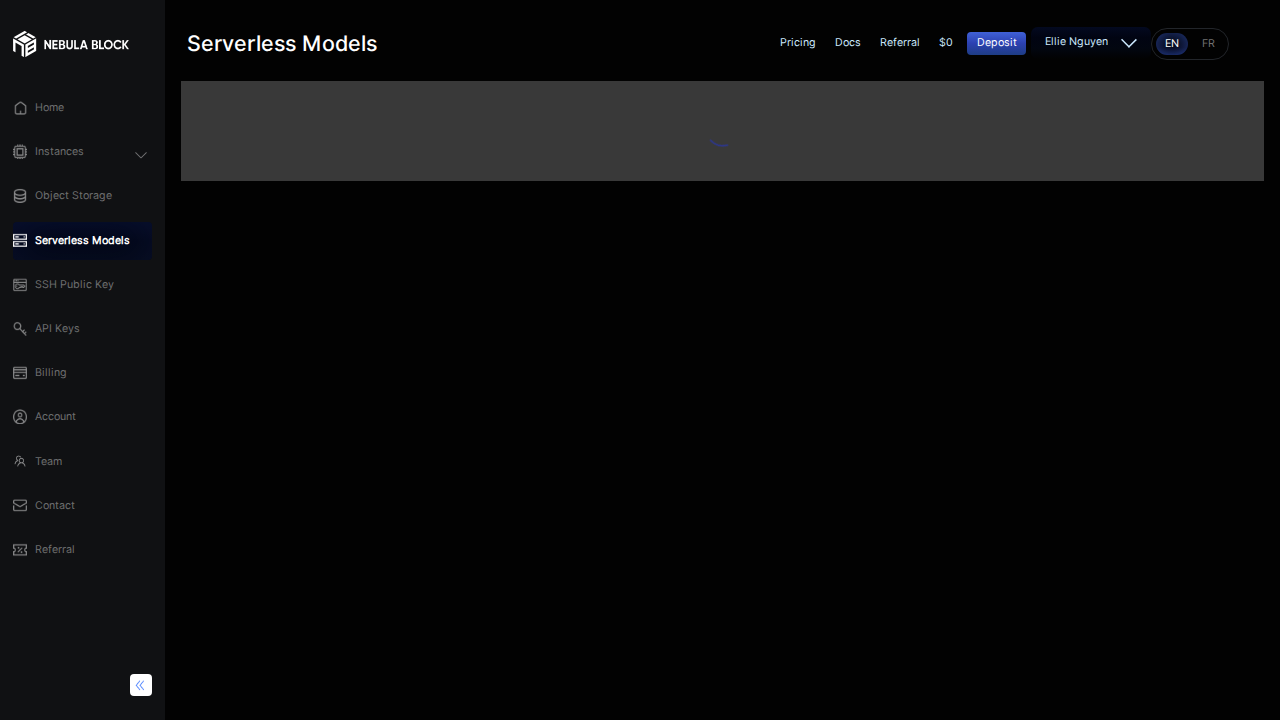 NEBULA BLOCK
Home
Instances
Object Storage
Serverless Models
SSH Public Key
API Keys
Billing
Account
Team
Contact
Referral
Serverless Models
Pricing
Docs
Referral
$0
Deposit
Ellie Nguyen
EN
FR